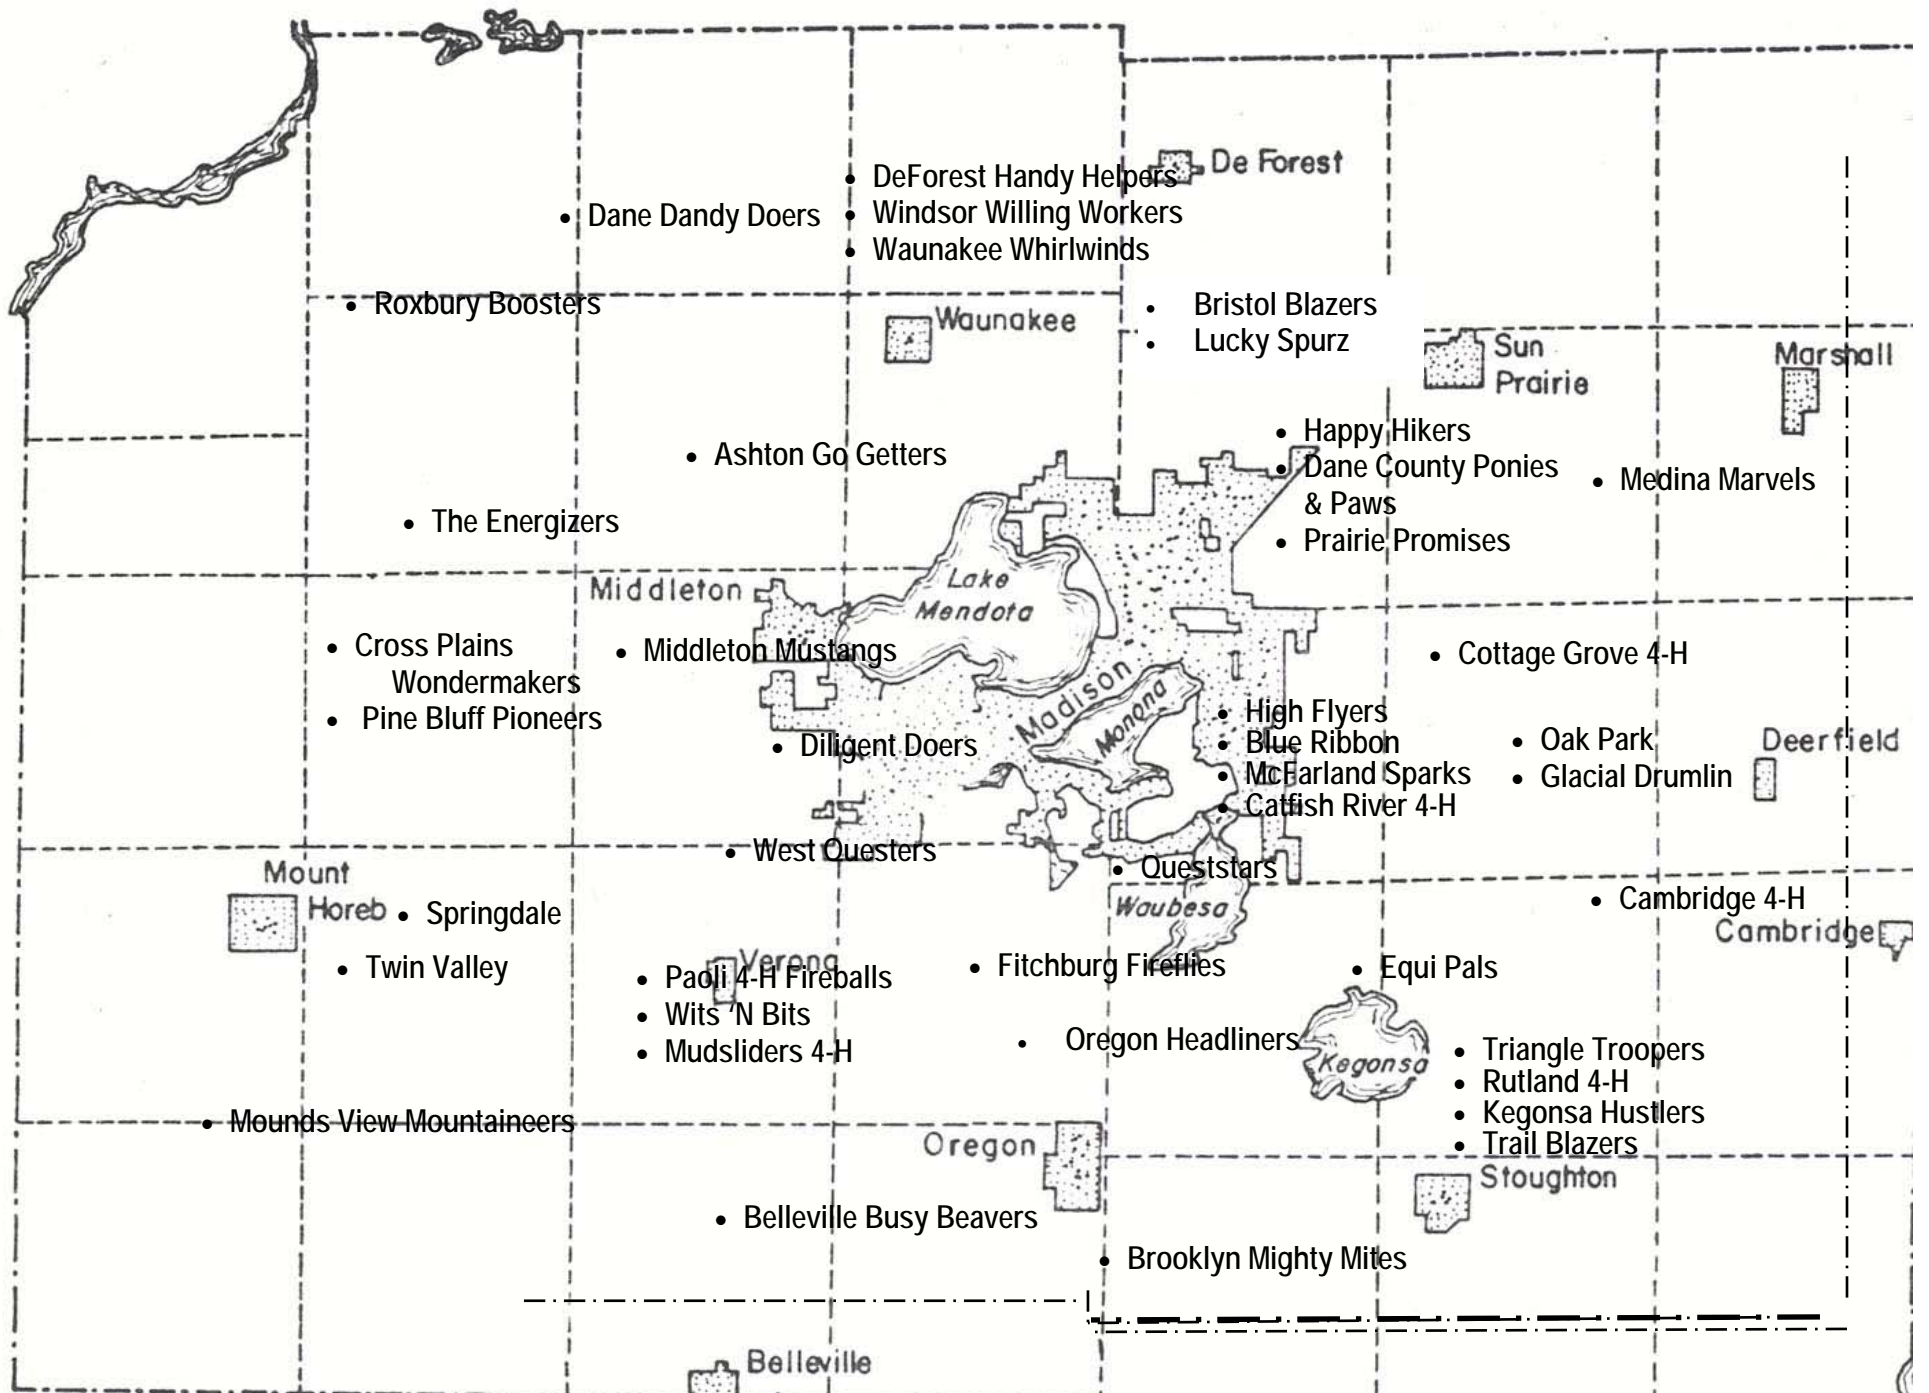 De Forest
• DeForest Handy Helpers
• Dane Dandy Doers
• Windsor Willing Workers
• Waunakee Whirlwinds
• Roxbury Boosters
Waunakee
• Bristol Blazers
• Lucky Spurz
Sun
Prairie
Marshall
• Happy Hikers
• Ashton Go Getters
• Dane County Ponies
& Paws
• Medina Marvels
• The Energizers
• Prairie Promises
Middleton
Lake
Mendota
• Cross Plains
Wondermakers
• Pine Bluff Pioneers
• Middleton Mustangs
• Cottage Grove 4-H
Madison
Monona
• High Flyers
• Blue Ribbon
• McFarland Sparks
• Catfish River 4-H
• Diligent Doers
• Oak Park
• Glacial Drumlin
Deerfield
• West Questers
• Queststars
Mount
Horeb
• Springdale
• Twin Valley
Waubesa
• Cambridge 4-H
Cambridge
Verona
• Paoli 4-H Fireballs
• Wits 'N Bits
• Mudsliders 4-H
• Fitchburg Fireflies
• Equi Pals
• Oregon Headliners
Kegonsa
• Triangle Troopers
• Rutland 4-H
• Kegonsa Hustlers
• Trail Blazers
• Mounds View Mountaineers
Oregon
Stoughton
• Belleville Busy Beavers
• Brooklyn Mighty Mites
Belleville